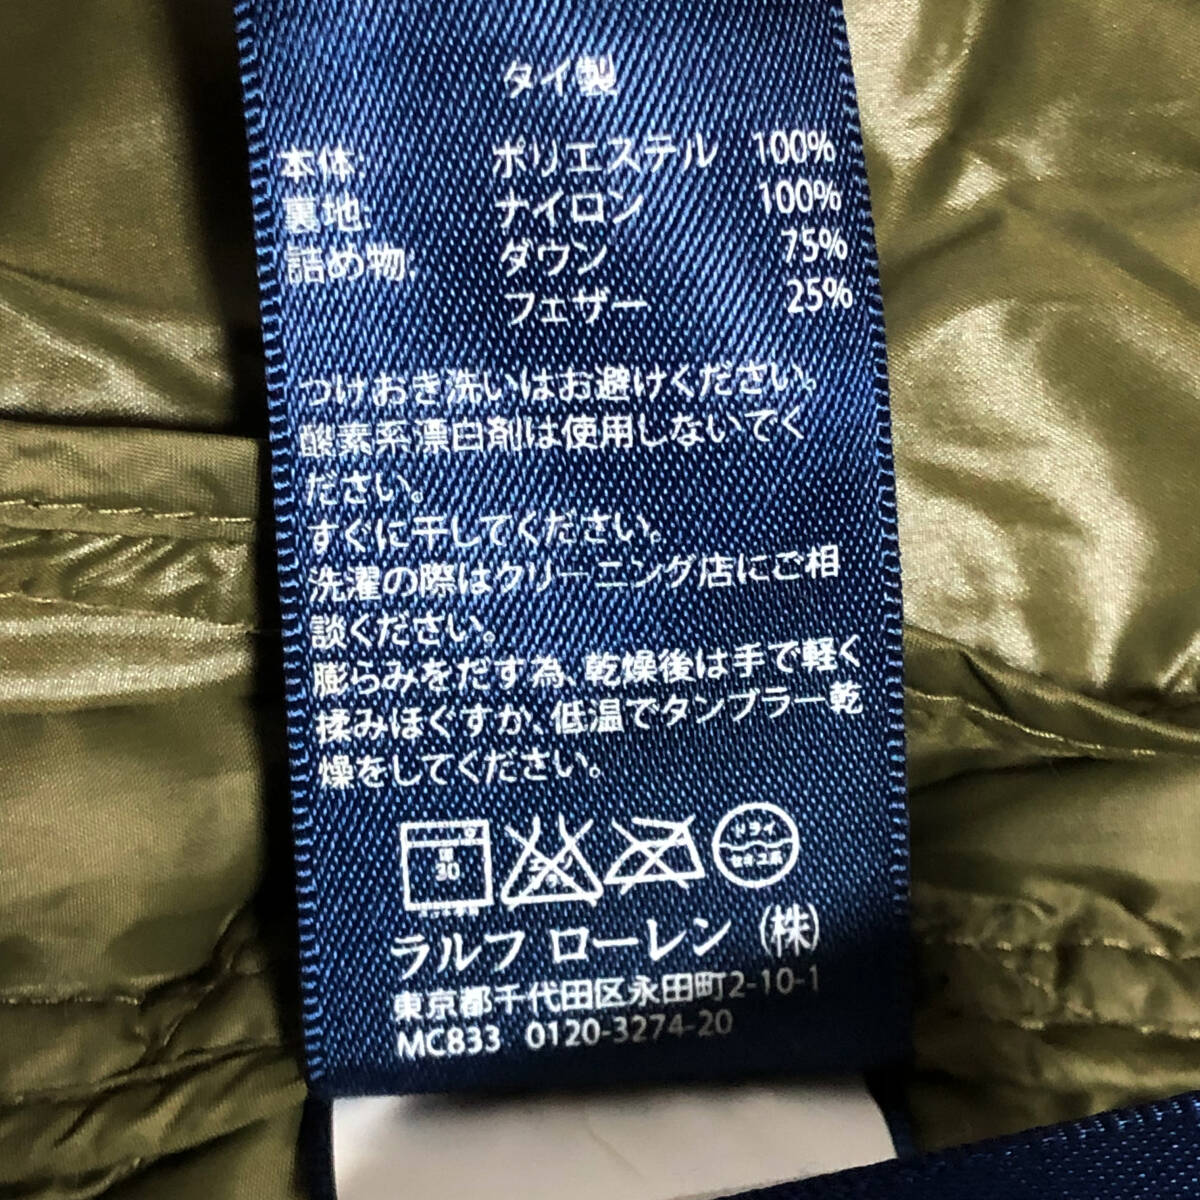 タイ製
本体: ポリエステル 100%
裏地: ナイロン 100%
詰め物: ダウン 75%
フェザー 25%
つけおき洗いはお避けください。
酸素系漂白剤は使用しないでく
ださい。
すぐに干してください。
洗濯の際はクリーニング店にご相
談ください。
膨らみをだす為、乾燥後は手で軽く
揉みほぐすか、低温でタンブラー乾
燥をしてください。
30
ドライ
セキユ系
ラルフ ローレン (株)
東京都千代田区永田町2-10-1
MC833 0120-3274-20